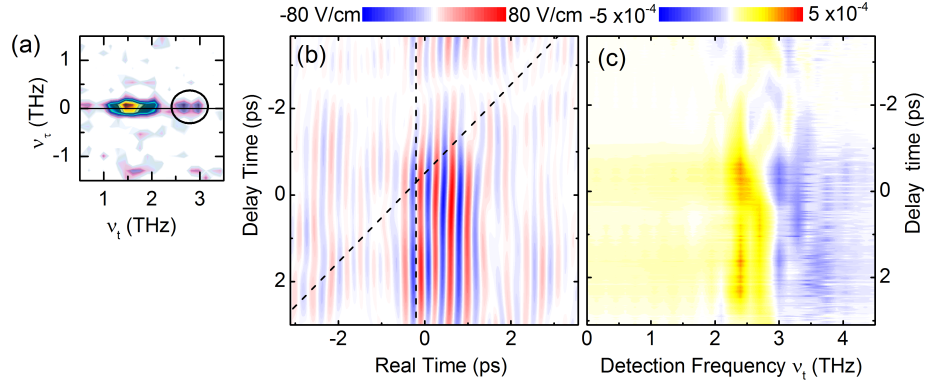 -80 V/cm 80 V/cm -5 x10-4 5 x10-4
(a) (b) (c)
1
0
-1
ντ (THz)
1 2 3
νt (THz)
-2
0
2
Delay Time (ps)
-2 0 2
Real Time (ps)
-2
0
2
Delay time (ps)
0 1 2 3 4
Detection Frequency νt (THz)